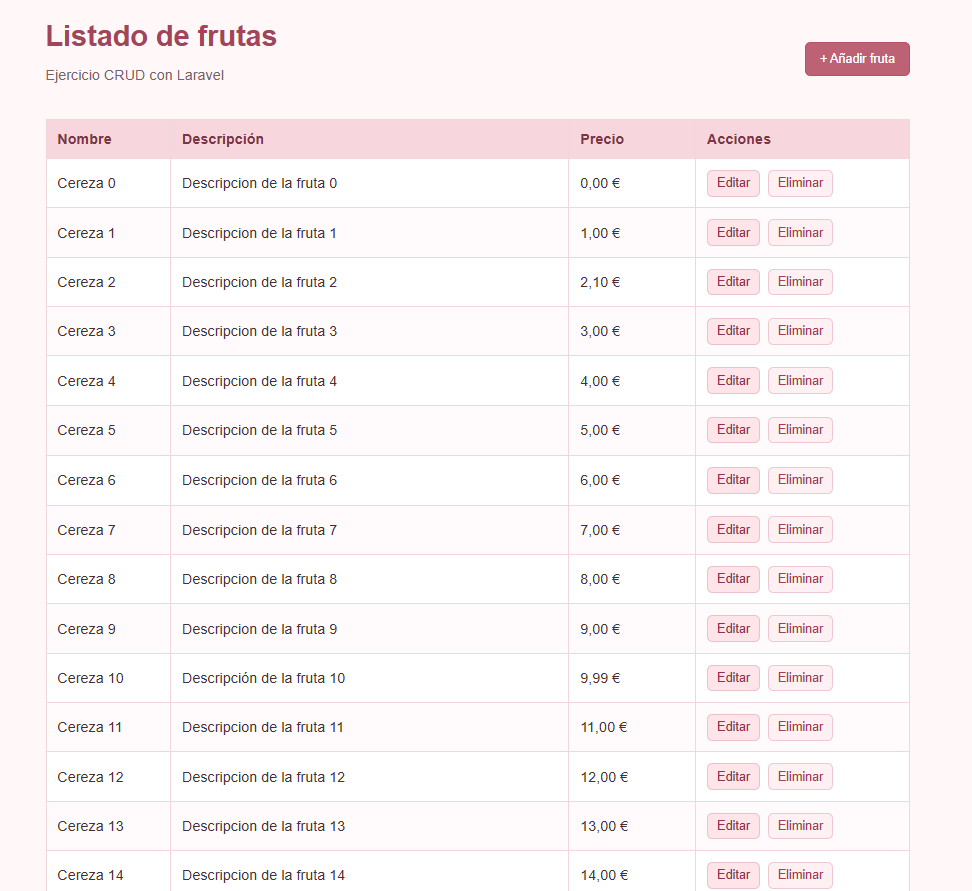 Listado de frutas
Ejercicio CRUD con Laravel
+ Añadir fruta
Nombre Descripción Precio Acciones
Cereza 0 Descripcion de la fruta 0 0,00 € Editar Eliminar
Cereza 1 Descripcion de la fruta 1 1,00 € Editar Eliminar
Cereza 2 Descripcion de la fruta 2 2,10 € Editar Eliminar
Cereza 3 Descripcion de la fruta 3 3,00 € Editar Eliminar
Cereza 4 Descripcion de la fruta 4 4,00 € Editar Eliminar
Cereza 5 Descripcion de la fruta 5 5,00 € Editar Eliminar
Cereza 6 Descripcion de la fruta 6 6,00 € Editar Eliminar
Cereza 7 Descripcion de la fruta 7 7,00 € Editar Eliminar
Cereza 8 Descripcion de la fruta 8 8,00 € Editar Eliminar
Cereza 9 Descripcion de la fruta 9 9,00 € Editar Eliminar
Cereza 10 Descripción de la fruta 10 9,99 € Editar Eliminar
Cereza 11 Descripcion de la fruta 11 11,00 € Editar Eliminar
Cereza 12 Descripcion de la fruta 12 12,00 € Editar Eliminar
Cereza 13 Descripcion de la fruta 13 13,00 € Editar Eliminar
Cereza 14 Descripcion de la fruta 14 14,00 € Editar Eliminar